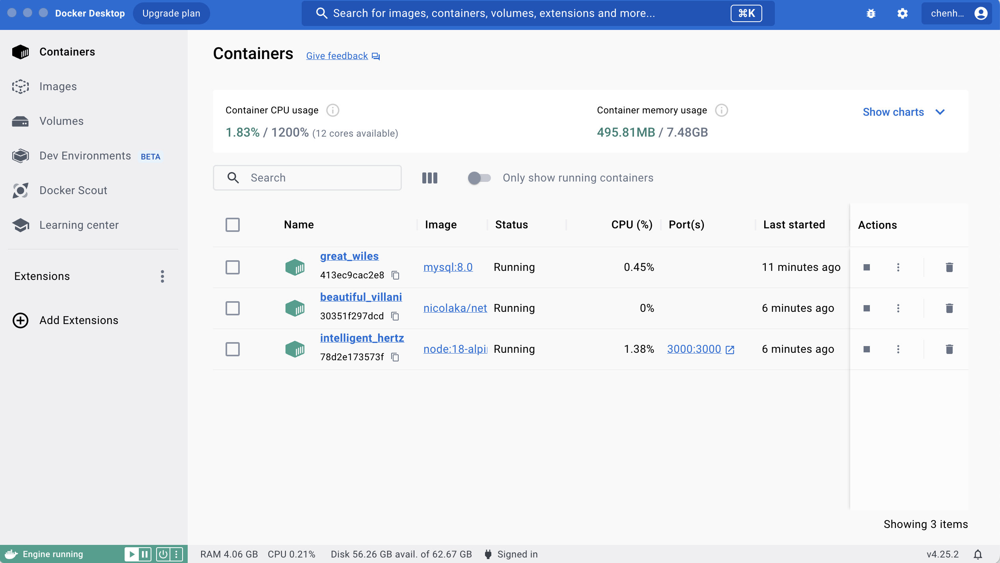 Docker Desktop
Upgrade plan
Search for images, containers, volumes, extensions and more...
⌘K
chenh...
Containers
Images
Volumes
Dev Environments BETA
Docker Scout
Learning center
Extensions
Add Extensions
Containers
Give feedback
Container CPU usage
1.83% / 1200% (12 cores available)
Container memory usage
495.81MB / 7.48GB
Show charts
Search
Only show running containers
Name Image Status CPU (%) Port(s) Last started Actions
great_wiles
413ec9cac2e8
mysql:8.0 Running 0.45% 11 minutes ago
beautiful_villani
30351f297dcd
nicolaka/net Running 0% 6 minutes ago
intelligent_hertz
78d2e173573f
node:18-alpi Running 1.38% 3000:3000 6 minutes ago
Showing 3 items
Engine running
RAM 4.06 GB CPU 0.21% Disk 56.26 GB avail. of 62.67 GB Signed in
v4.25.2